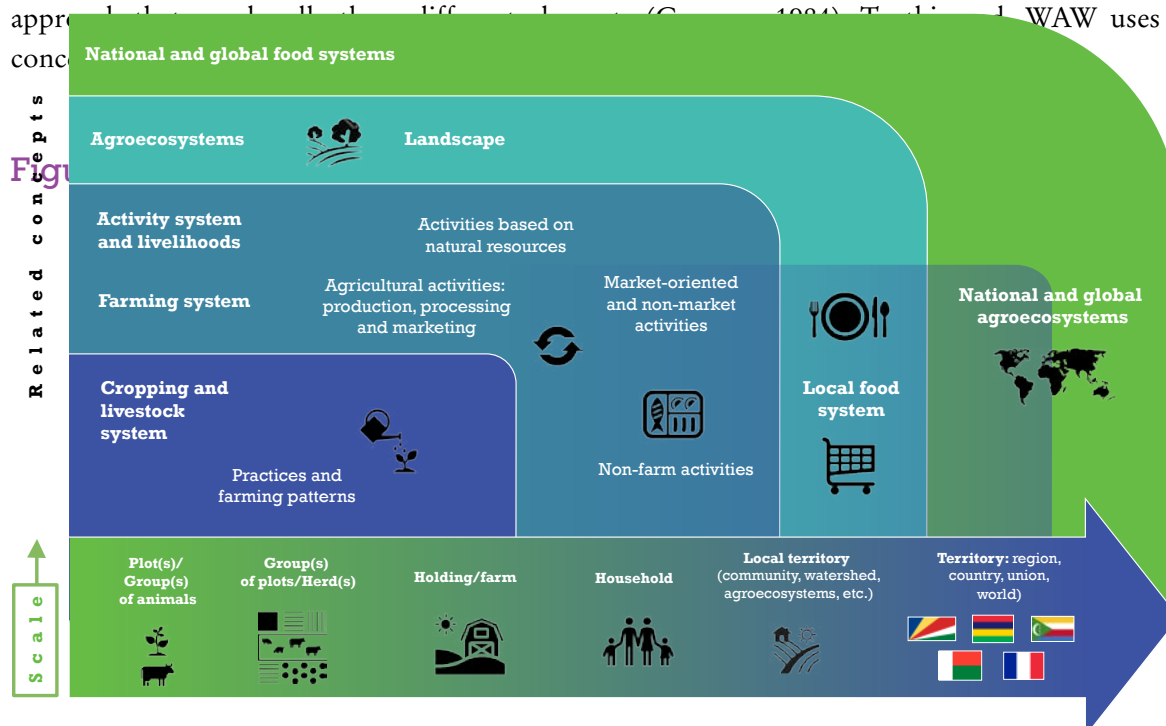 WAW uses
National and global food systems
Related concepts
Agroecosystems
Landscape
Activity system
and livelihoods
Activities based on
natural resources
Farming system
Agricultural activities:
production, processing
and marketing
Market-oriented
and non-market
activities
National and global
agroecosystems
Cropping and
livestock
system
Local food
system
Practices and
farming patterns
Non-farm activities
Scale
Plot(s)/
Group(s)
of animals
Group(s)
of plots/Herd(s)
Holding/farm
Household
Local territory
(community, watershed,
agroecosystems, etc.)
Territory: region,
country, union,
world)